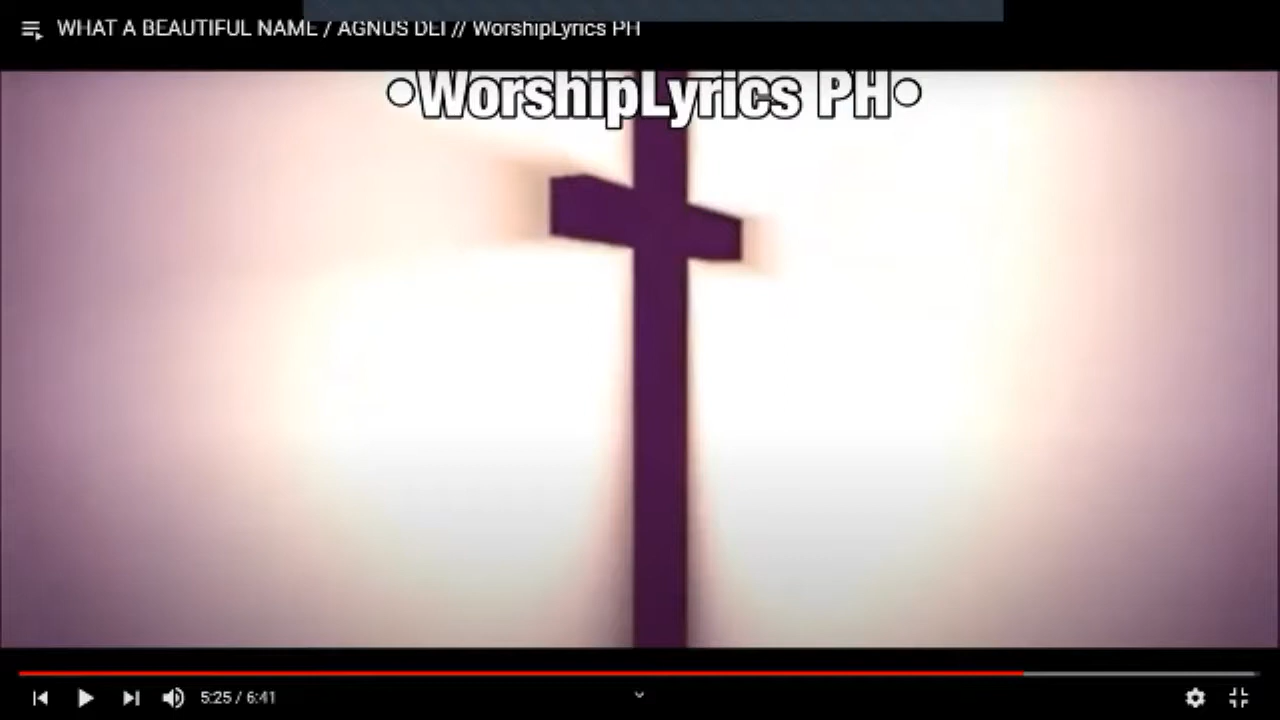 WHAT A BEAUTIFUL NAME / AGNUS DEI // WorshipLyrics PH
•WorshipLyrics PH•
5:25 / 6:41